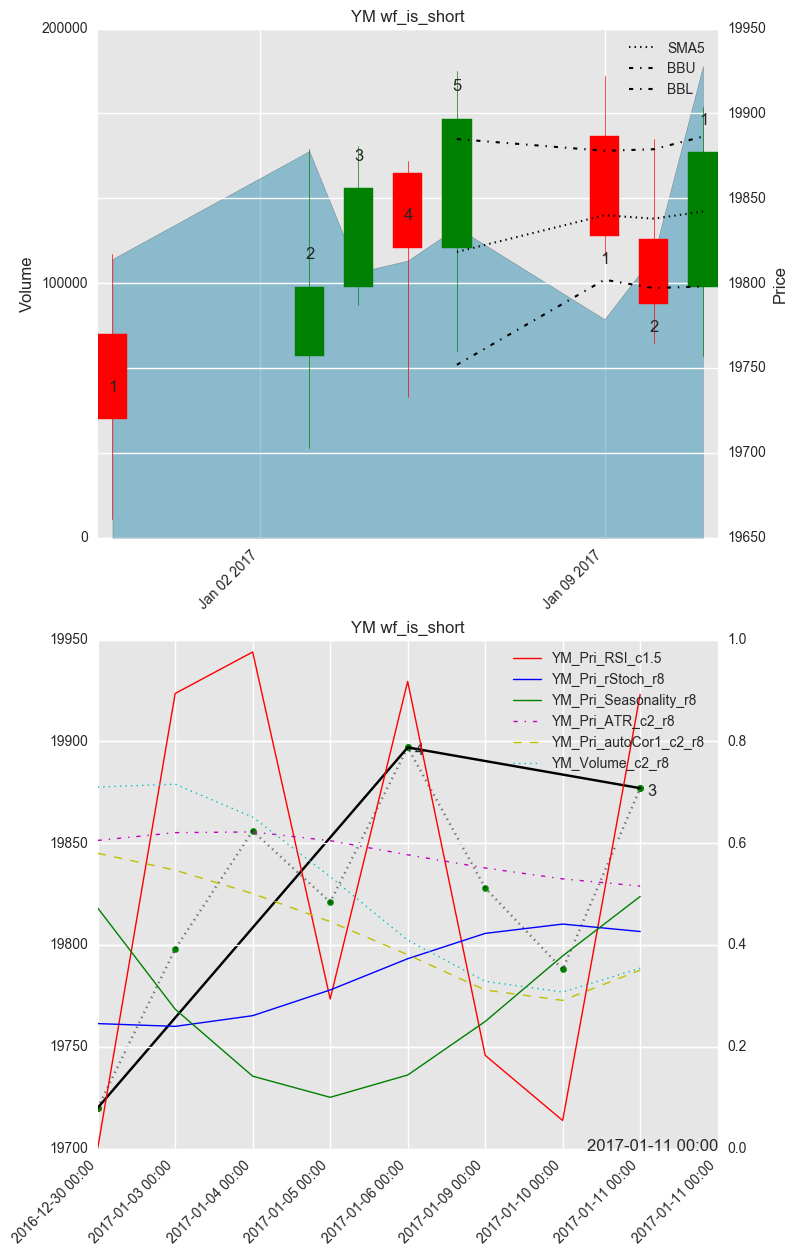 YM wf_is_short
200000
100000
0
Volume
19950
19900
19850
19800
19750
19700
19650
Price
SMA5
BBU
BBL
1
2
3
4
5
1
2
1
Jan 02 2017
Jan 09 2017
YM wf_is_short
19950
19900
19850
19800
19750
19700
1.0
0.8
0.6
0.4
0.2
0.0
YM_Pri_RSI_c1.5
YM_Pri_rStoch_r8
YM_Pri_Seasonality_r8
YM_Pri_ATR_c2_r8
YM_Pri_autoCor1_c2_r8
YM_Volume_c2_r8
3
2017-01-11 00:00
2016-12-30 00:00
2017-01-03 00:00
2017-01-04 00:00
2017-01-05 00:00
2017-01-06 00:00
2017-01-09 00:00
2017-01-10 00:00
2017-01-11 00:00
2017-01-11 00:00